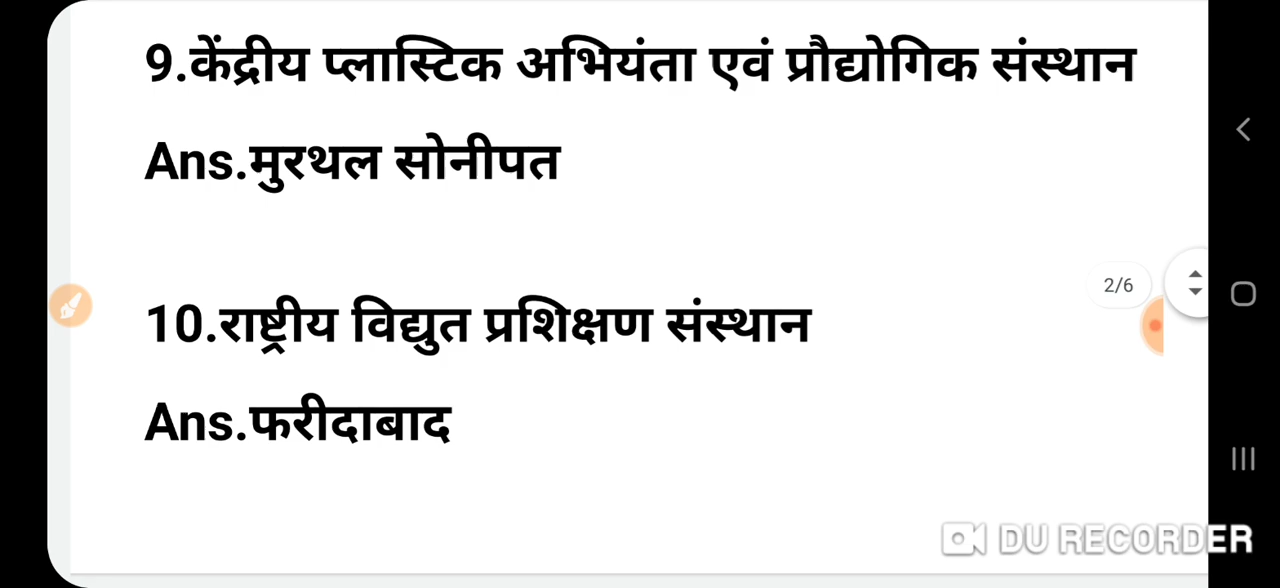 9.केंद्रीय प्लास्टिक अभियंता एवं प्रौद्योगिक संस्थान
Ans.मुरथल सोनीपत
2/6
10.राष्ट्रीय विद्युत प्रशिक्षण संस्थान
Ans.फरीदाबाद
DU RECORDER